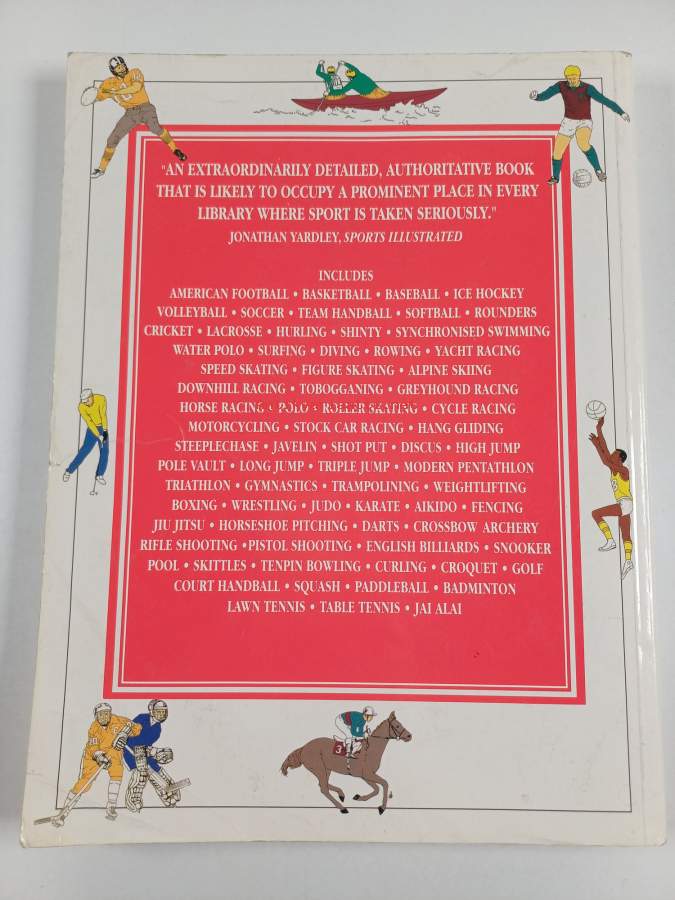 "AN EXTRAORDINARILY DETAILED, AUTHORITATIVE BOOK
THAT IS LIKELY TO OCCUPY A PROMINENT PLACE IN EVERY
LIBRARY WHERE SPORT IS TAKEN SERIOUSLY."
JONATHAN YARDLEY, SPORTS ILLUSTRATED
INCLUDES
AMERICAN FOOTBALL • BASKETBALL • BASEBALL • ICE HOCKEY
VOLLEYBALL • SOCCER • TEAM HANDBALL • SOFTBALL • ROUNDERS
CRICKET • LACROSSE • HURLING • SHINTY • SYNCHRONISED SWIMMING
WATER POLO • SURFING • DIVING • ROWING • YACHT RACING
SPEED SKATING • FIGURE SKATING • ALPINE SKIING
DOWNHILL RACING • TOBOGGANING • GREYHOUND RACING
HORSE RACING • POLO • ROLLER SKATING • CYCLE RACING
MOTORCYCLING • STOCK CAR RACING • HANG GLIDING
STEEPLECHASE • JAVELIN • SHOT PUT • DISCUS • HIGH JUMP
POLE VAULT • LONG JUMP • TRIPLE JUMP • MODERN PENTATHLON
TRIATHLON • GYMNASTICS • TRAMPOLINING • WEIGHTLIFTING
BOXING • WRESTLING • JUDO • KARATE • AIKIDO • FENCING
JIU JITSU • HORSESHOE PITCHING • DARTS • CROSSBOW ARCHERY
RIFLE SHOOTING • PISTOL SHOOTING • ENGLISH BILLIARDS • SNOOKER
POOL • SKITTLES • TENPIN BOWLING • CURLING • CROQUET • GOLF
COURT HANDBALL • SQUASH • PADDLEBALL • BADMINTON
LAWN TENNIS • TABLE TENNIS • JAI ALAI
3